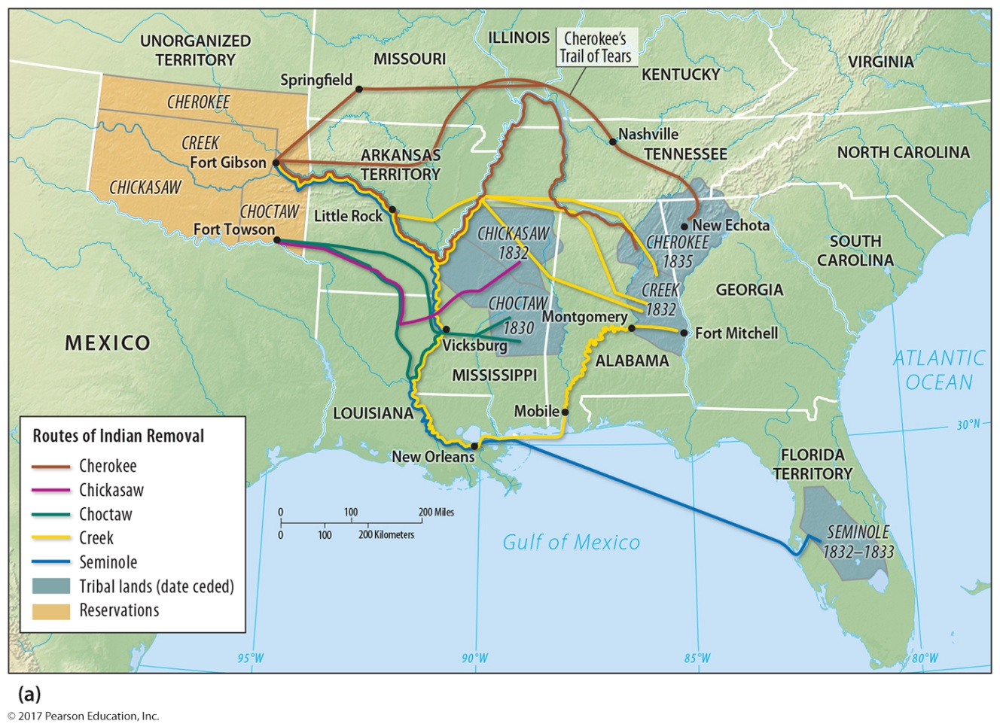 UNORGANIZED
TERRITORY
MISSOURI
ILLINOIS
Cherokee's
Trail of Tears
KENTUCKY
VIRGINIA
Springfield
CHEROKEE
CREEK
Fort Gibson
CHICKASAW
CHOCTAW
Fort Towson
ARKANSAS
TERRITORY
Little Rock
Nashville
TENNESSEE
NORTH CAROLINA
New Echota
CHICKASAW
1832
CHEROKEE
1835
SOUTH
CAROLINA
CREEK
1832
GEORGIA
CHOCTAW
1830
Montgomery
Fort Mitchell
MEXICO
Vicksburg
ALABAMA
MISSISSIPPI
ATLANTIC
OCEAN
LOUISIANA
Mobile
New Orleans
30°N
FLORIDA
TERRITORY
SEMINOLE
1832–1833
Gulf of Mexico
0 100 200 Miles
0 100 200 Kilometers
Routes of Indian Removal
Cherokee
Chickasaw
Choctaw
Creek
Seminole
Tribal lands (date ceded)
Reservations
95°W
90°W
85°W
80°W
(a)
© 2017 Pearson Education, Inc.